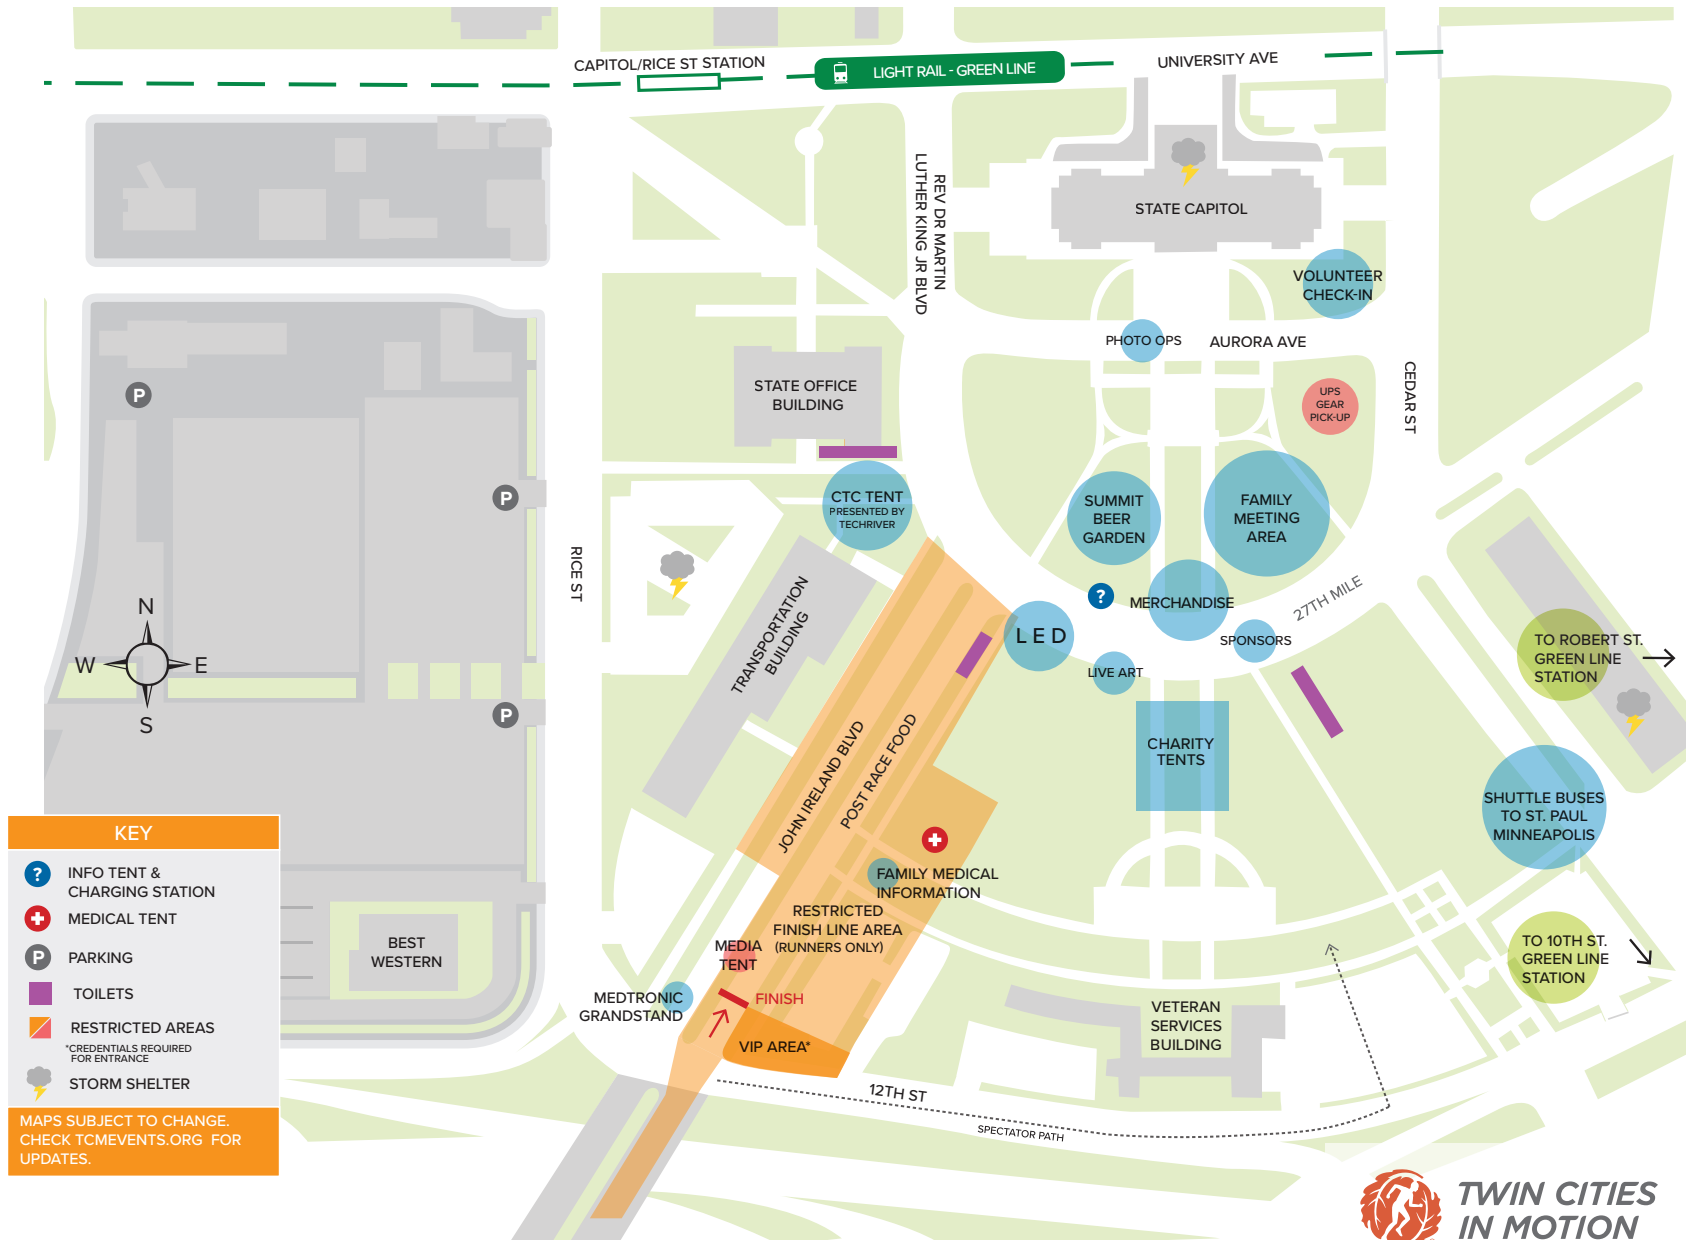 CAPITOL/RICE ST STATION
LIGHT RAIL - GREEN LINE
UNIVERSITY AVE
REV DR MARTIN
LUTHER KING JR BLVD
STATE CAPITOL
VOLUNTEER
CHECK-IN
PHOTO OPS
AURORA AVE
CEDAR ST
UPS
GEAR
PICK-UP
STATE OFFICE
BUILDING
P
P
P
CTC TENT
PRESENTED BY
TECHRIVER
SUMMIT
BEER
GARDEN
FAMILY
MEETING
AREA
RICE ST
TRANSPORTATION
BUILDING
?
MERCHANDISE
27TH MILE
LED
SPONSORS
LIVE ART
TO ROBERT ST.
GREEN LINE
STATION
N
W
E
S
JOHN IRELAND BLVD
POST RACE FOOD
CHARITY
TENTS
SHUTTLE BUSES
TO ST. PAUL
MINNEAPOLIS
FAMILY MEDICAL
INFORMATION
RESTRICTED
FINISH LINE AREA
(RUNNERS ONLY)
MEDIA
TENT
BEST
WESTERN
MEDTRONIC
GRANDSTAND
FINISH
VIP AREA*
TO 10TH ST.
GREEN LINE
STATION
VETERAN
SERVICES
BUILDING
12TH ST
SPECTATOR PATH
KEY
?
INFO TENT &
CHARGING STATION
MEDICAL TENT
P
PARKING
TOILETS
RESTRICTED AREAS
*CREDENTIALS REQUIRED
FOR ENTRANCE
STORM SHELTER
MAPS SUBJECT TO CHANGE.
CHECK TCMEVENTS.ORG FOR
UPDATES.
TWIN CITIES
IN MOTION